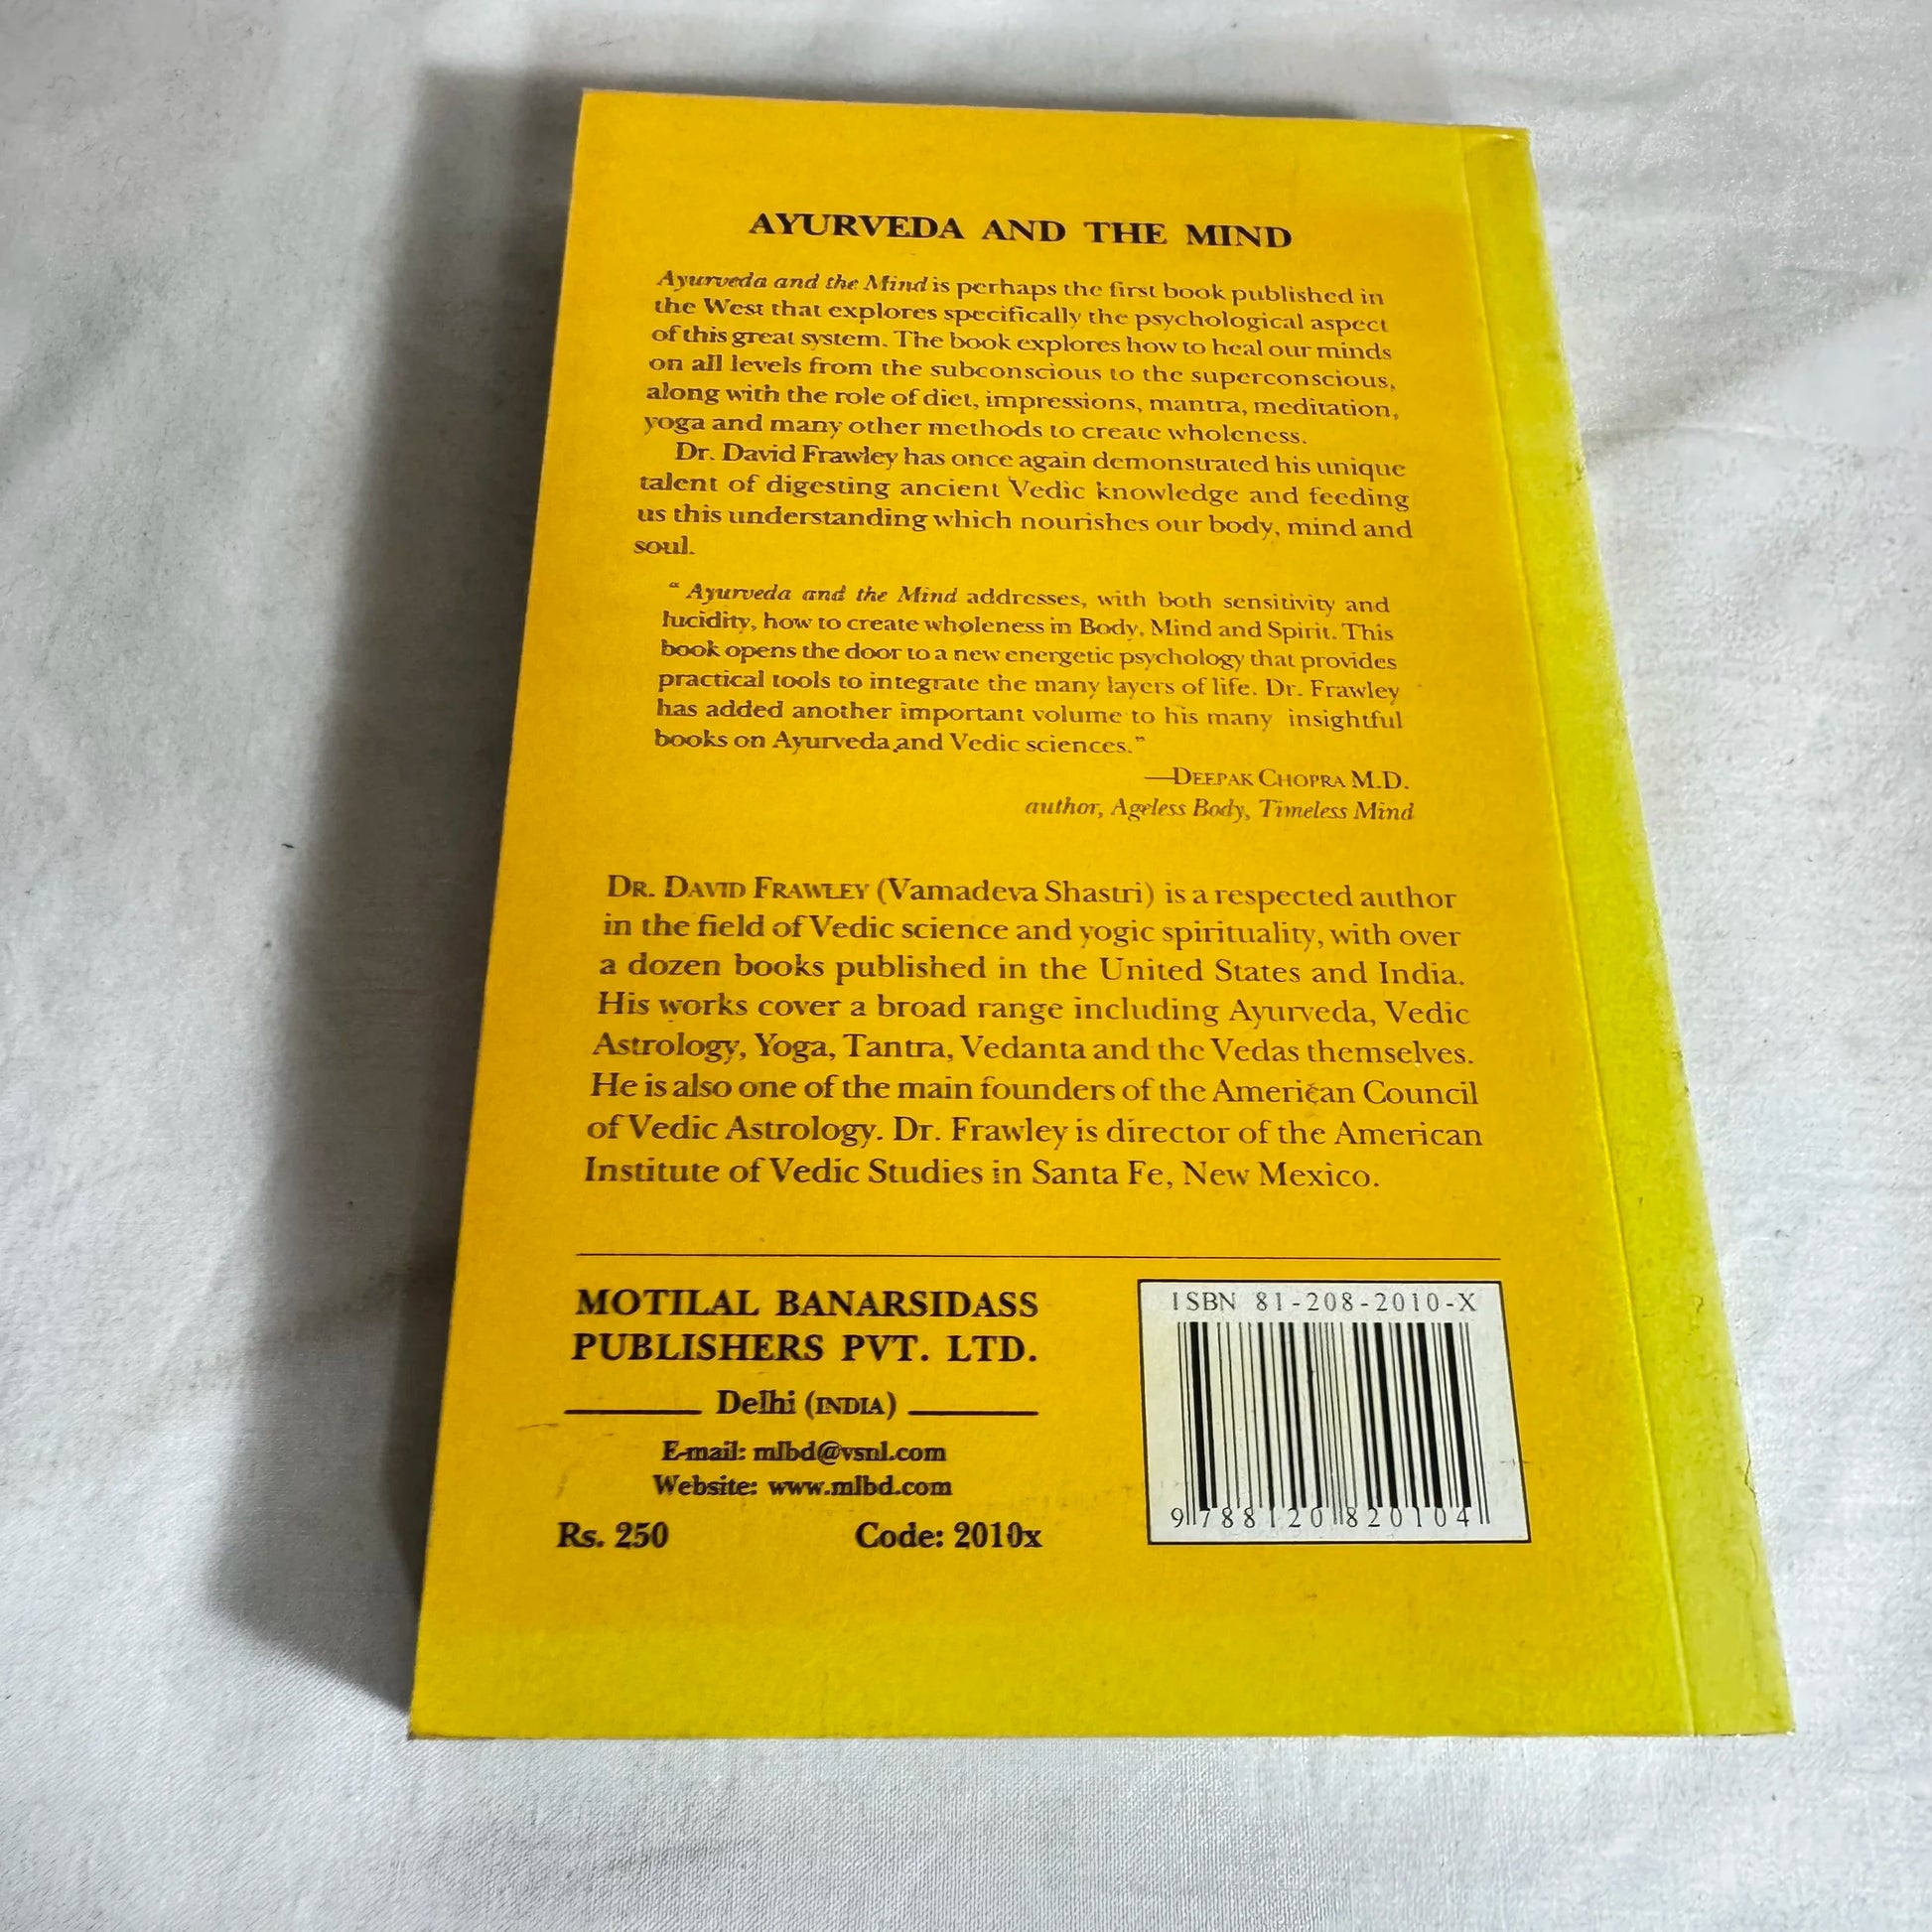 AYURVEDA AND THE MIND
Ayurveda and the Mind is perhaps the first book published in
the West that explores specifically the psychological aspect
of this great system. The book explores how to heal our minds
on all levels from the subconscious to the superconscious,
along with the role of diet, impressions, mantra, meditation,
yoga and many other methods to create wholeness.
Dr. David Frawley has once again demonstrated his unique
talent of digesting ancient Vedic knowledge and feeding
us this understanding which nourishes our body, mind and
soul.
“ Ayurveda and the Mind addresses, with both sensitivity and
lucidity, how to create wholeness in Body, Mind and Spirit. This
book opens the door to a new energetic psychology that provides
practical tools to integrate the many layers of life. Dr. Frawley
has added another important volume to his many insightful
books on Ayurveda and Vedic sciences.”
—DEEPAK CHOPRA M.D.
author, Ageless Body, Timeless Mind
DR. DAVID FRAWLEY (Vamadeva Shastri) is a respected author
in the field of Vedic science and yogic spirituality, with over
a dozen books published in the United States and India.
His works cover a broad range including Ayurveda, Vedic
Astrology, Yoga, Tantra, Vedanta and the Vedas themselves.
He is also one of the main founders of the American Council
of Vedic Astrology. Dr. Frawley is director of the American
Institute of Vedic Studies in Santa Fe, New Mexico.
MOTILAL BANARSIDASS
PUBLISHERS PVT. LTD.
Delhi (INDIA)
E-mail: mlbd@vsnl.com
Website: www.mlbd.com
Rs. 250 Code: 2010x
ISBN 81-208-2010-X
9 788120 820104